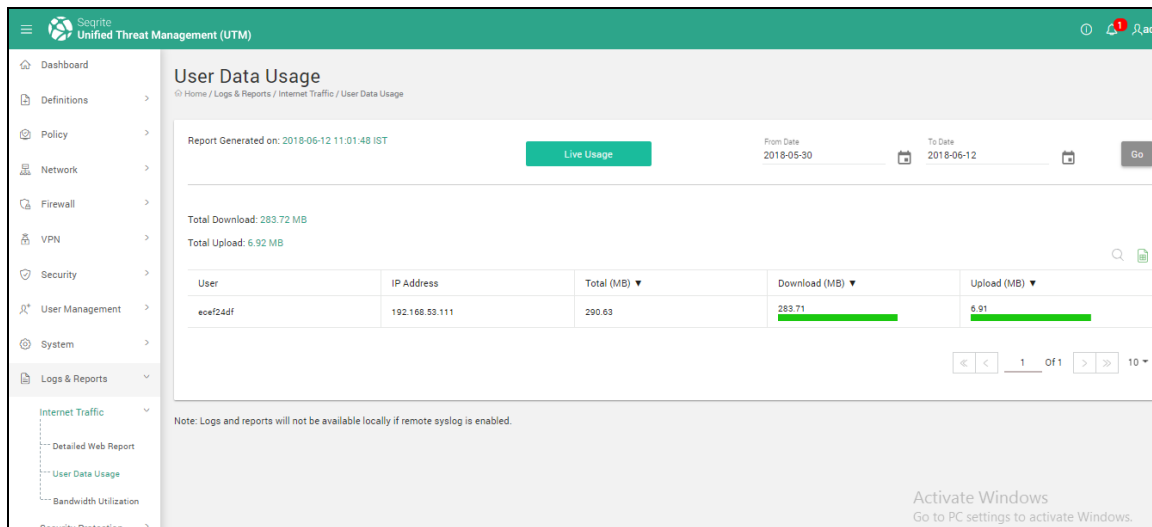 Seqrite
Unified Threat Management (UTM)
1
Dashboard
Definitions
Policy
Network
Firewall
VPN
Security
User Management
System
Logs & Reports
Internet Traffic
Detailed Web Report
User Data Usage
Bandwidth Utilization
User Data Usage
Home / Logs & Reports / Internet Traffic / User Data Usage
Report Generated on: 2018-06-12 11:01:48 IST
Live Usage
From Date
2018-05-30
To Date
2018-06-12
Go
Total Download: 283.72 MB
Total Upload: 6.92 MB
User IP Address Total (MB) ▼ Download (MB) ▼ Upload (MB) ▼
ecef24df 192.168.53.111 290.63 283.71 6.91
1 Of 1 10
Note: Logs and reports will not be available locally if remote syslog is enabled.
Activate Windows
Go to PC settings to activate Windows.